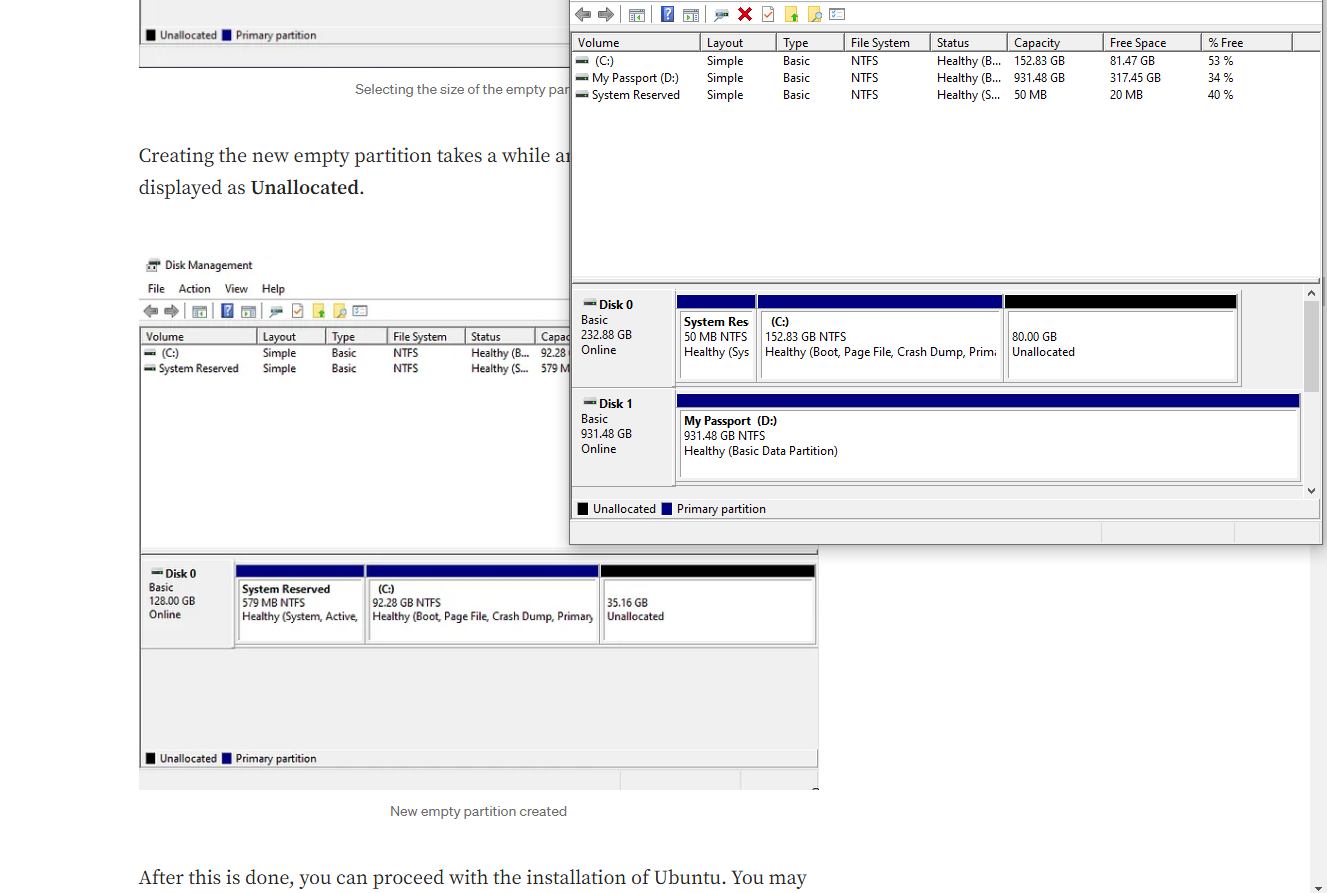 Unallocated Primary partition
Selecting the size of the empty par
Creating the new empty partition takes a while an
displayed as Unallocated.
Disk Management
File Action View Help
Volume Layout Type File System Status Capac
(C:) Simple Basic NTFS Healthy (B... 92.28
System Reserved Simple Basic NTFS Healthy (S... 579 M
Disk 0
Basic
128.00 GB
Online
System Reserved
579 MB NTFS
Healthy (System, Active,
(C:)
92.28 GB NTFS
Healthy (Boot, Page File, Crash Dump, Primary
35.16 GB
Unallocated
Unallocated Primary partition
New empty partition created
After this is done, you can proceed with the installation of Ubuntu. You may
Volume Layout Type File System Status Capacity Free Space % Free
(C:) Simple Basic NTFS Healthy (B... 152.83 GB 81.47 GB 53 %
My Passport (D:) Simple Basic NTFS Healthy (B... 931.48 GB 317.45 GB 34 %
System Reserved Simple Basic NTFS Healthy (S... 50 MB 20 MB 40 %
Disk 0
Basic
232.88 GB
Online
System Res
50 MB NTFS
Healthy (Sys
(C:)
152.83 GB NTFS
Healthy (Boot, Page File, Crash Dump, Prima
80.00 GB
Unallocated
Disk 1
Basic
931.48 GB
Online
My Passport (D:)
931.48 GB NTFS
Healthy (Basic Data Partition)
Unallocated Primary partition